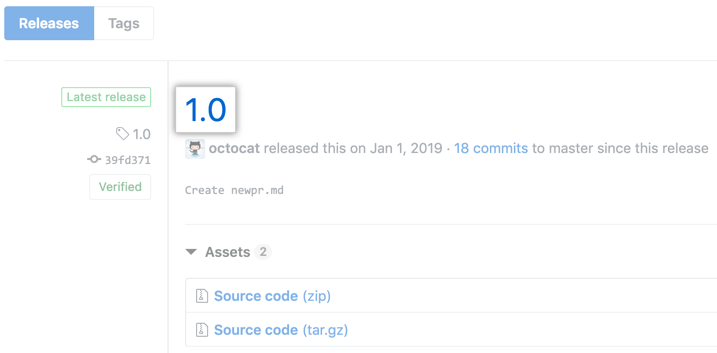 Releases Tags
Latest release
1.0
39fd371
Verified
1.0
octocat released this on Jan 1, 2019 · 18 commits to master since this release
Create newpr.md
Assets 2
Source code (zip)
Source code (tar.gz)